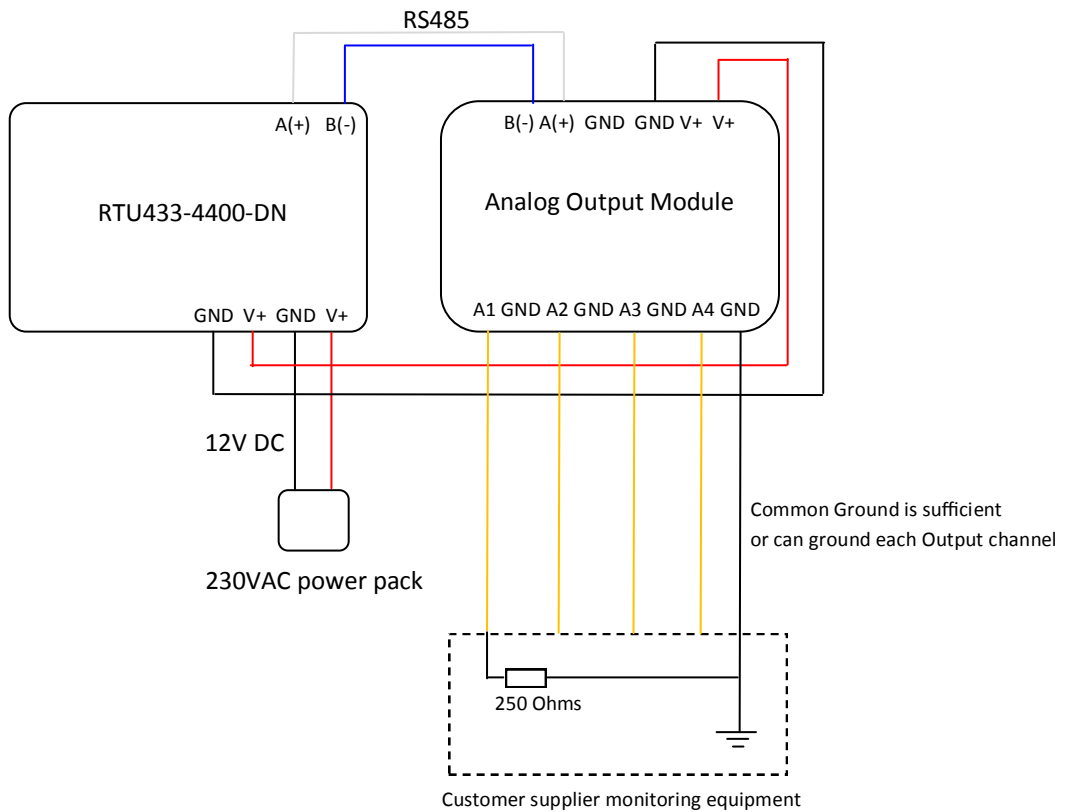 RS485
A(+) B(-)
RTU433-4400-DN
GND V+ GND V+
B(-) A(+) GND GND V+ V+
Analog Output Module
A1 GND A2 GND A3 GND A4 GND
12V DC
230VAC power pack
Common Ground is sufficient
or can ground each Output channel
250 Ohms
Customer supplier monitoring equipment